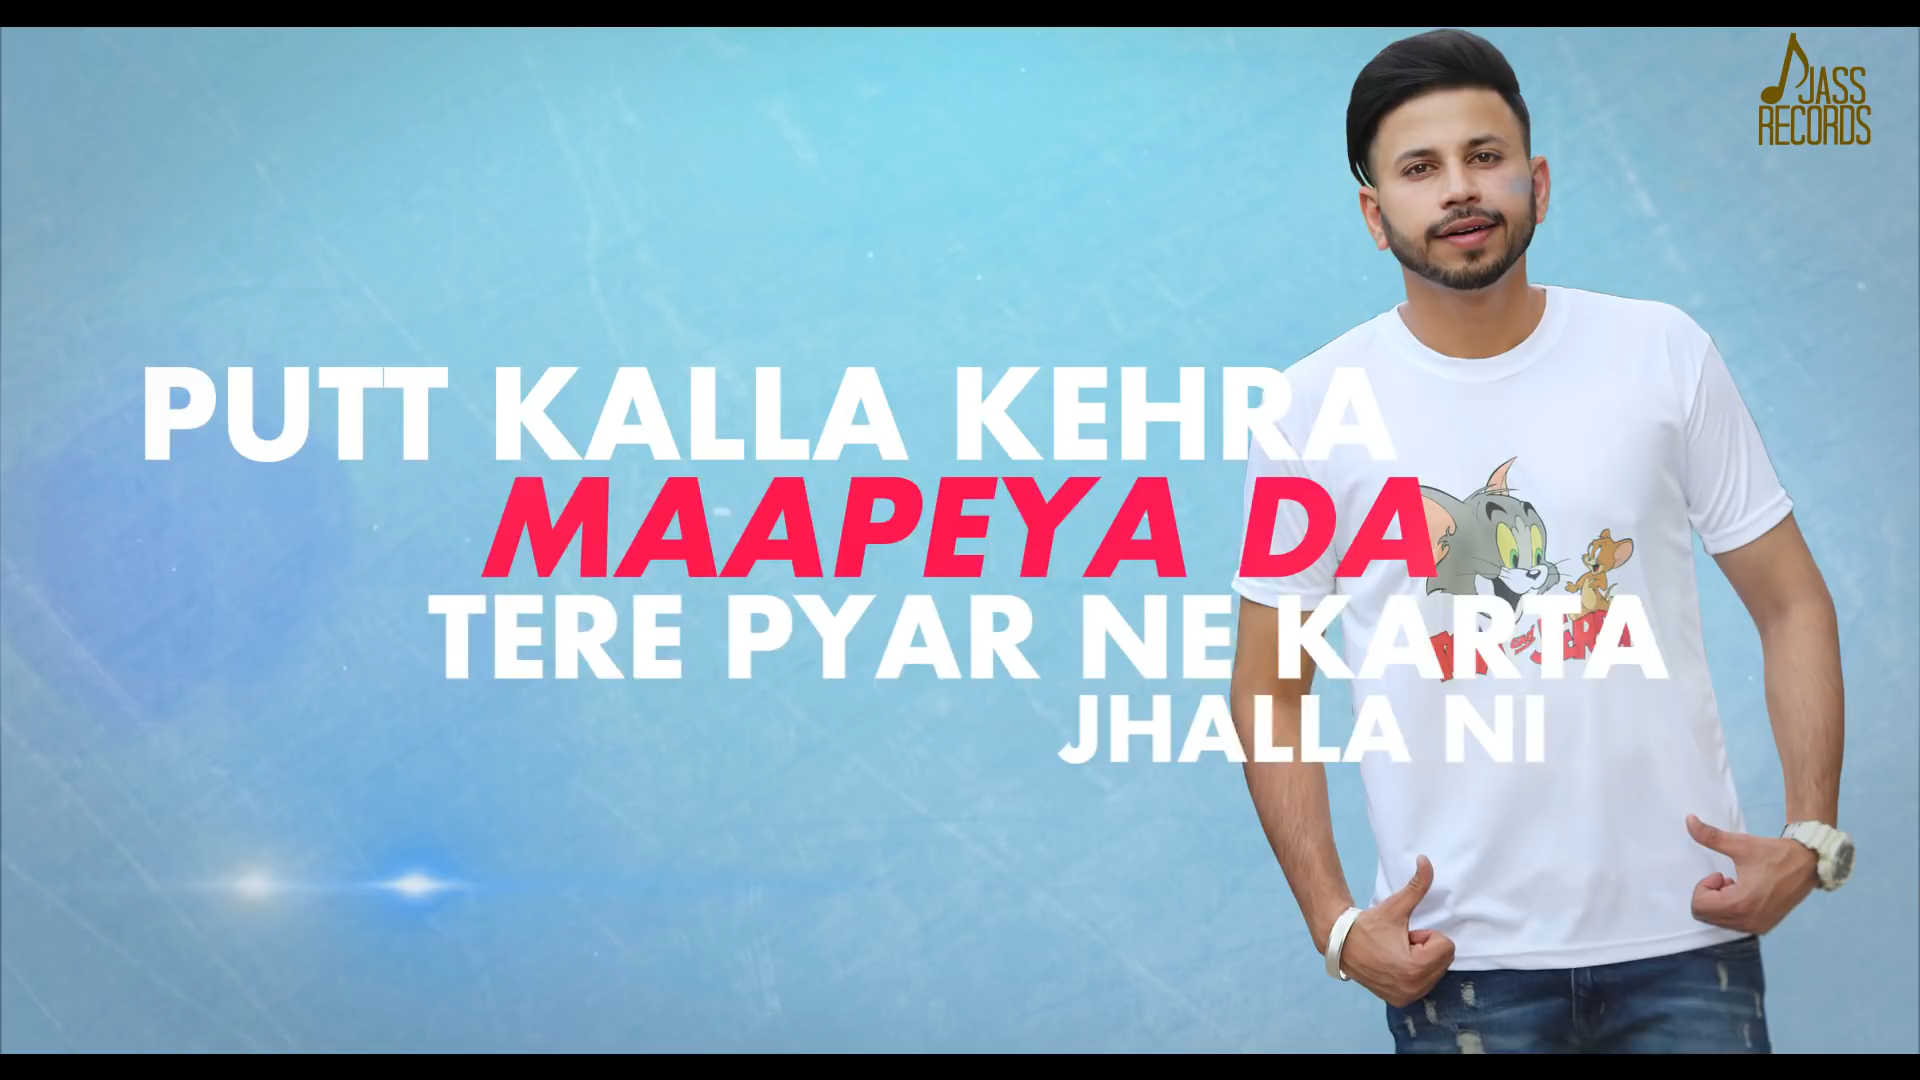 JASS
RECORDS
PUTT KALLA KEHRA
MAAPEYA DA
TERE PYAR NE KARTA
JHALLA NI